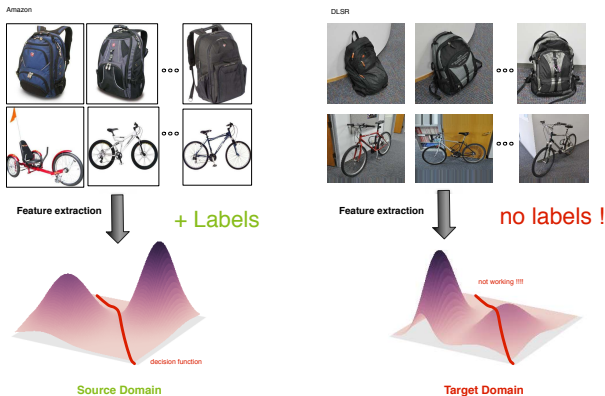 Amazon
DLSR
Feature extraction
+ Labels
Feature extraction
no labels !
decision function
not working !!!!
Source Domain
Target Domain